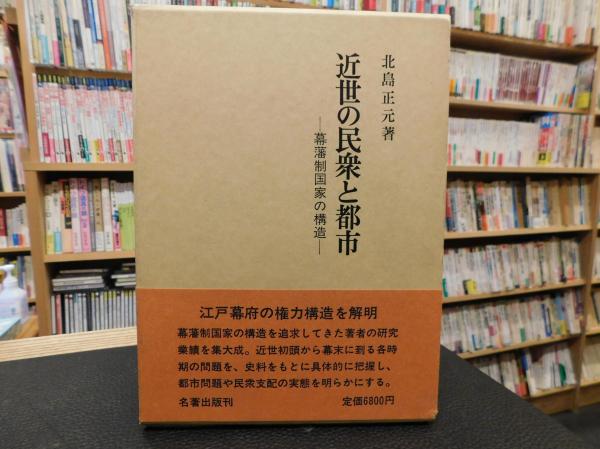 北島正元著
近世の民衆と都市
―幕藩制国家の構造―
江戸幕府の権力構造を解明
幕藩制国家の構造を追求してきた著者の研究
業績を集大成。近世初頭から幕末に到る各時
期の問題を、史料をもとに具体的に把握し、
都市問題や民衆支配の実態を明らかにする。
名著出版刊
定価6800円